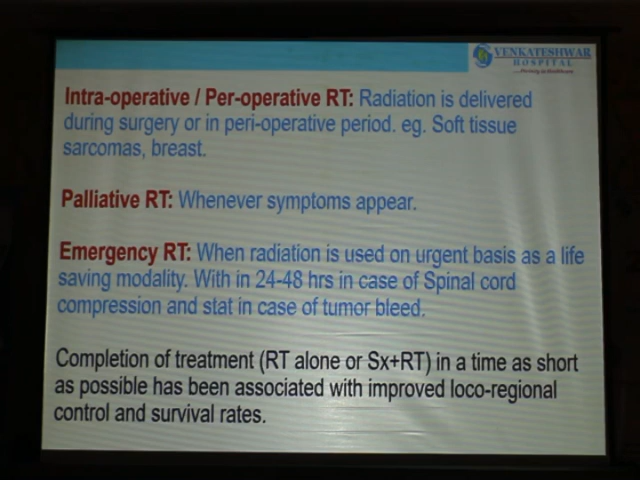 VENKATESHWAR
HOSPITAL
Intra-operative / Per-operative RT: Radiation is delivered
during surgery or in peri-operative period. eg. Soft tissue
sarcomas, breast.
Palliative RT: Whenever symptoms appear.
Emergency RT: When radiation is used on urgent basis as a life
saving modality. With in 24-48 hrs in case of Spinal cord
compression and stat in case of tumor bleed.
Completion of treatment (RT alone or Sx+RT) in a time as short
as possible has been associated with improved loco-regional
control and survival rates.